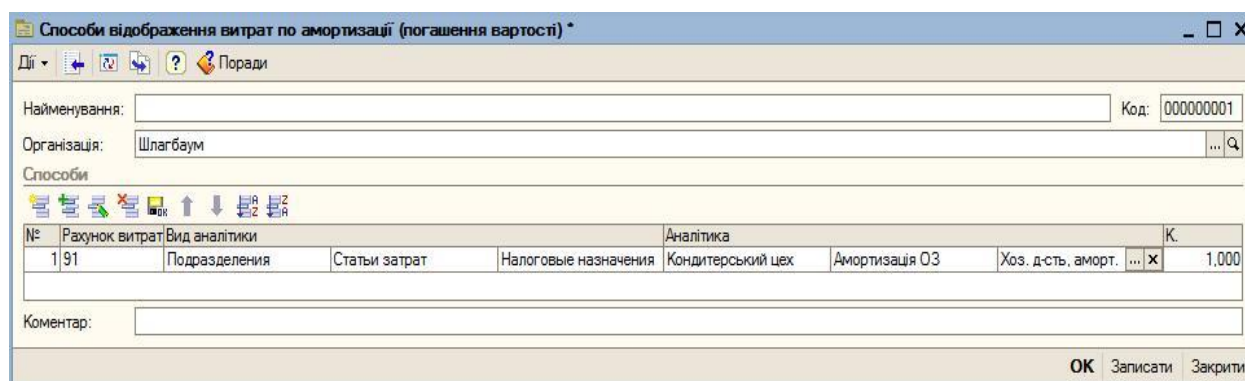 Способи відображення витрат по амортизації (погашення вартості) *
Дії Поради
Найменування: Код: 000000001
Організація: Шлагбаум ...
Способи
№ Рахунок витрат Вид аналітики Аналітика К.
1 91 Подразделения Статьи затрат Налоговые назначения Кондитерський цех Амортизація ОЗ Хоз. д-сть, аморт. ... x 1,000
Коментар:
OK Записати Закрити